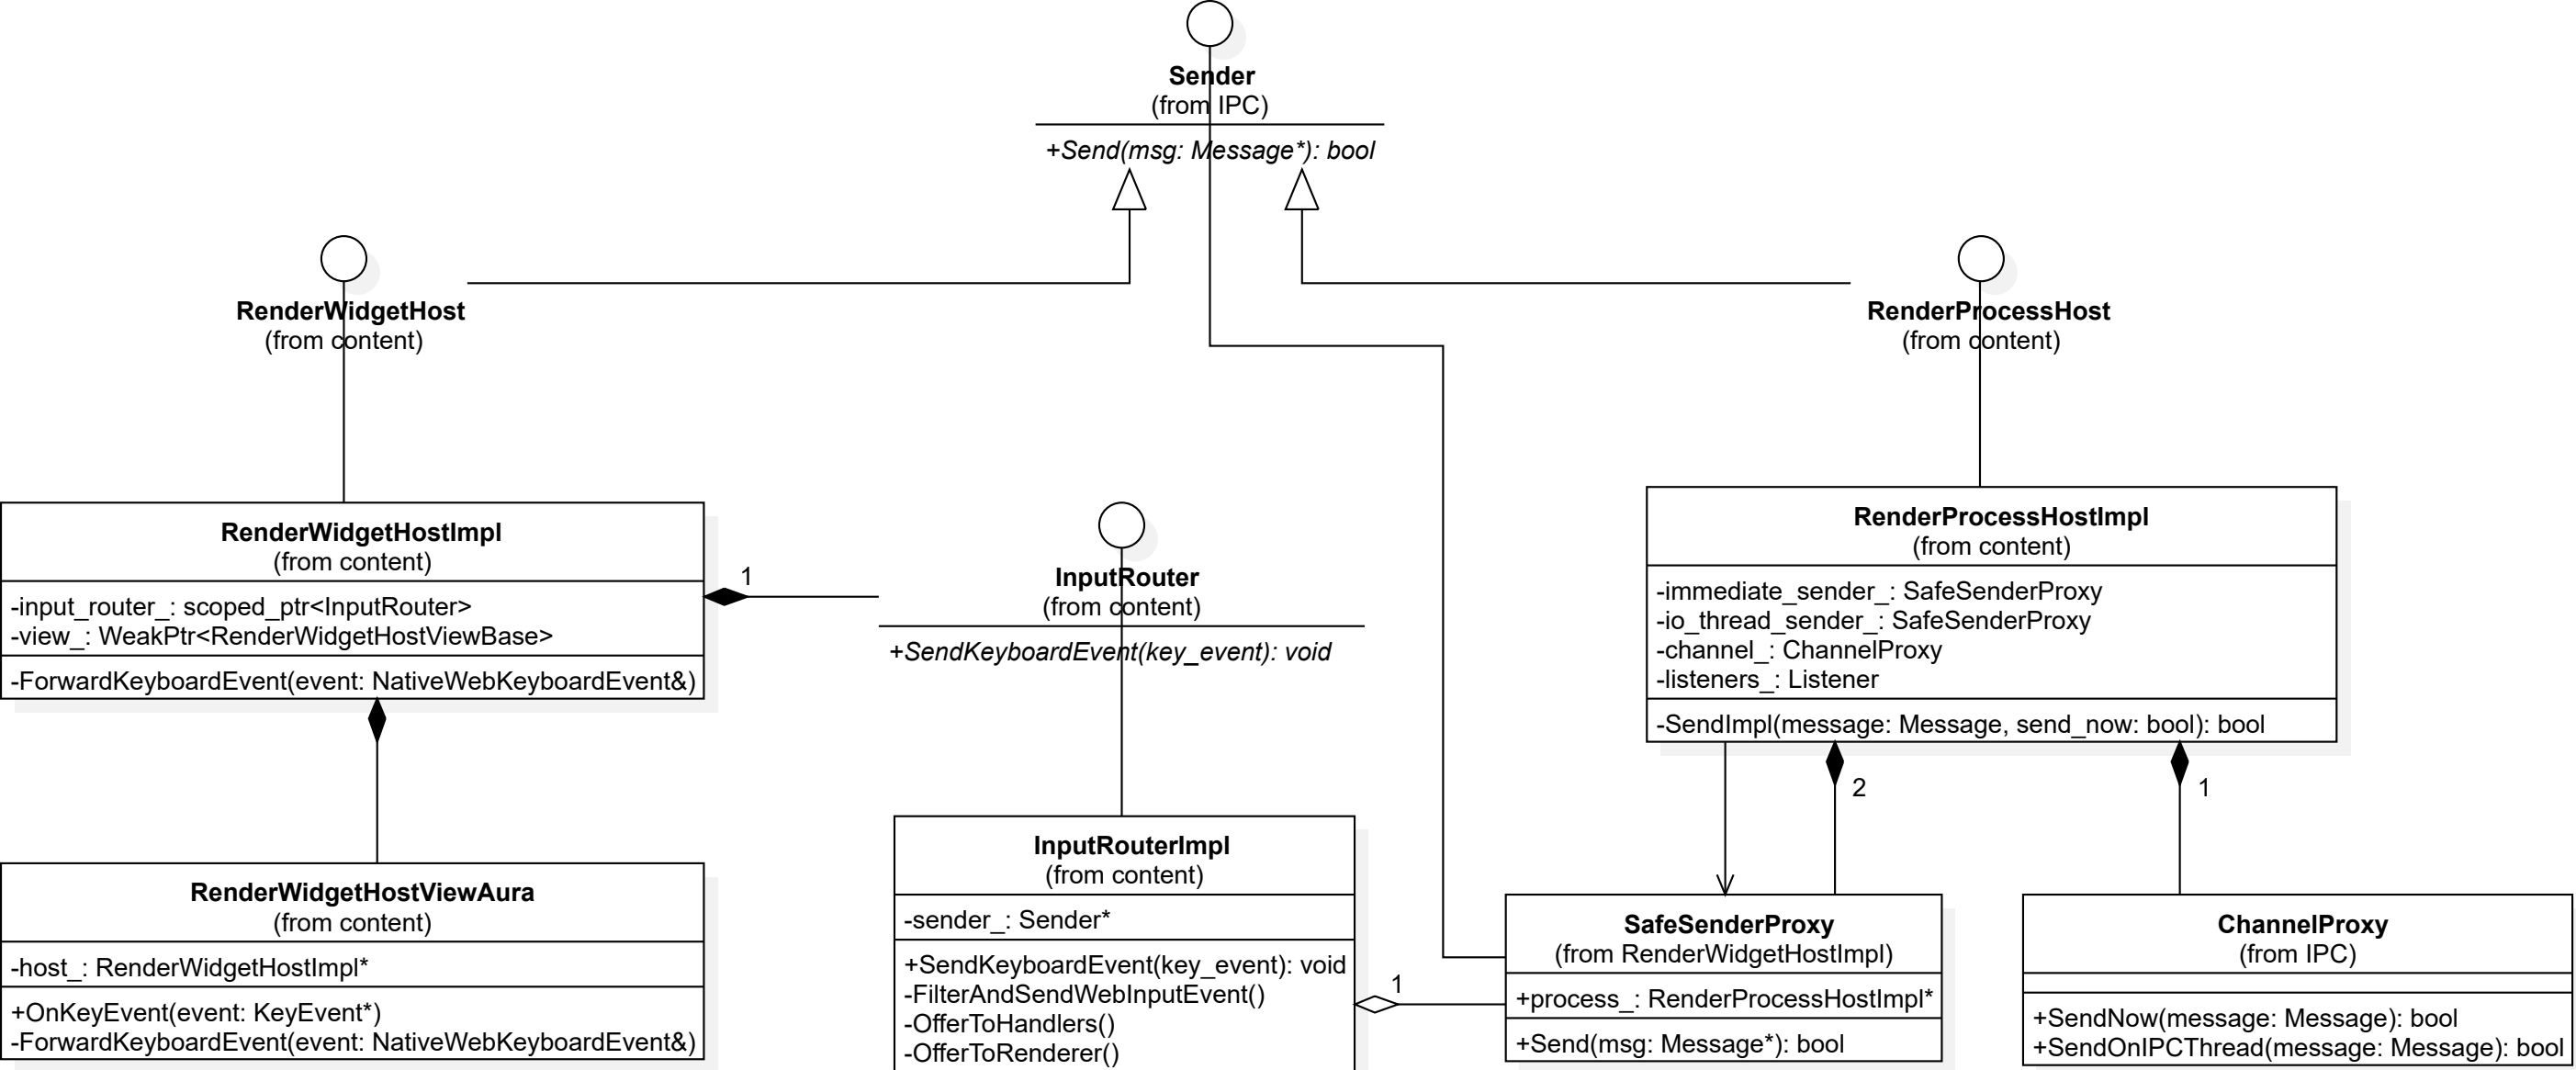 Sender
(from IPC)
+Send(msg: Message*): bool
RenderWidgetHost
(from content)
RenderProcessHost
(from content)
RenderWidgetHostImpl
(from content)
-input_router_: scoped_ptr<InputRouter>
-view_: WeakPtr<RenderWidgetHostViewBase>
-ForwardKeyboardEvent(event: NativeWebKeyboardEvent&)
1
InputRouter
(from content)
+SendKeyboardEvent(key_event): void
RenderProcessHostImpl
(from content)
-immediate_sender_: SafeSenderProxy
-io_thread_sender_: SafeSenderProxy
-channel_: ChannelProxy
-listeners_: Listener
-SendImpl(message: Message, send_now: bool): bool
2
1
RenderWidgetHostViewAura
(from content)
-host_: RenderWidgetHostImpl*
+OnKeyEvent(event: KeyEvent*)
-ForwardKeyboardEvent(event: NativeWebKeyboardEvent&)
InputRouterImpl
(from content)
-sender_: Sender*
+SendKeyboardEvent(key_event): void
-FilterAndSendWebInputEvent()
-OfferToHandlers()
-OfferToRenderer()
1
SafeSenderProxy
(from RenderWidgetHostImpl)
+process_: RenderProcessHostImpl*
+Send(msg: Message*): bool
ChannelProxy
(from IPC)
+SendNow(message: Message): bool
+SendOnIPCThread(message: Message): bool